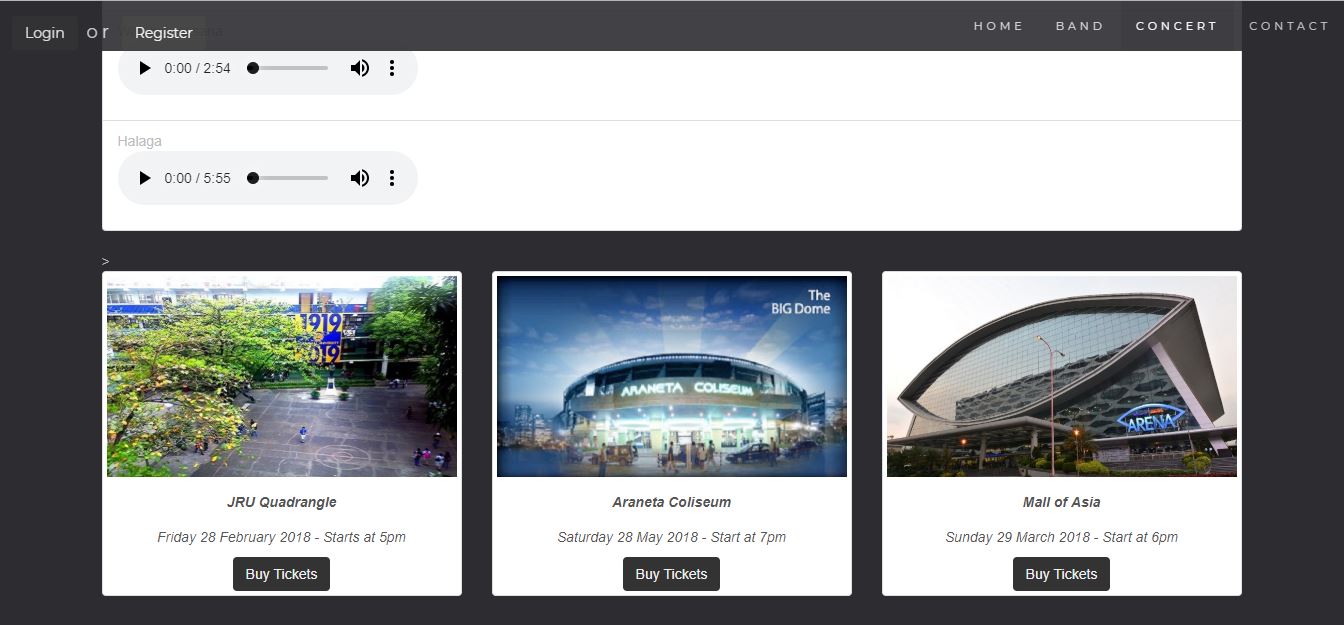 Login or Register
HOME BAND CONCERT CONTACT
0:00 / 2:54
Halaga
0:00 / 5:55
>
1919
2019
The
BIG Dome
ARANETA COLISEUM
ARENA
JRU Quadrangle
Araneta Coliseum
Mall of Asia
Friday 28 February 2018 - Starts at 5pm
Saturday 28 May 2018 - Start at 7pm
Sunday 29 March 2018 - Start at 6pm
Buy Tickets
Buy Tickets
Buy Tickets